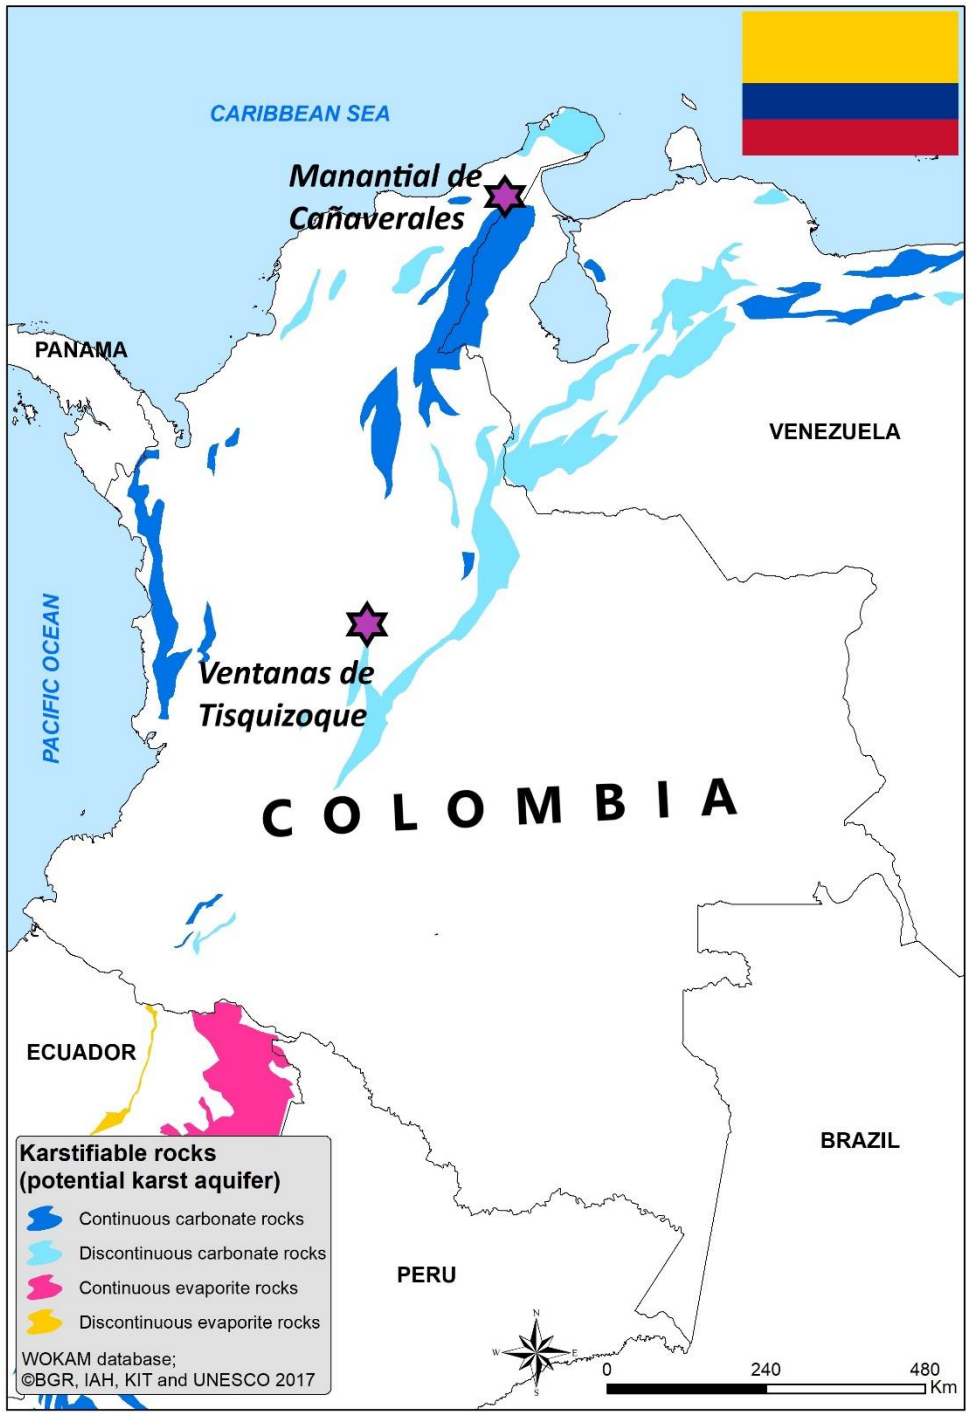 CARIBBEAN SEA
Manantial de
Cañaverales
PANAMA
VENEZUELA
PACIFIC OCEAN
Ventanas de
Tisquizoque
COLOMBIA
ECUADOR
BRAZIL
PERU
Karstifiable rocks
(potential karst aquifer)
Continuous carbonate rocks
Discontinuous carbonate rocks
Continuous evaporite rocks
Discontinuous evaporite rocks
WOKAM database;
©BGR, IAH, KIT and UNESCO 2017
N
W E
S
0 240 480
Km